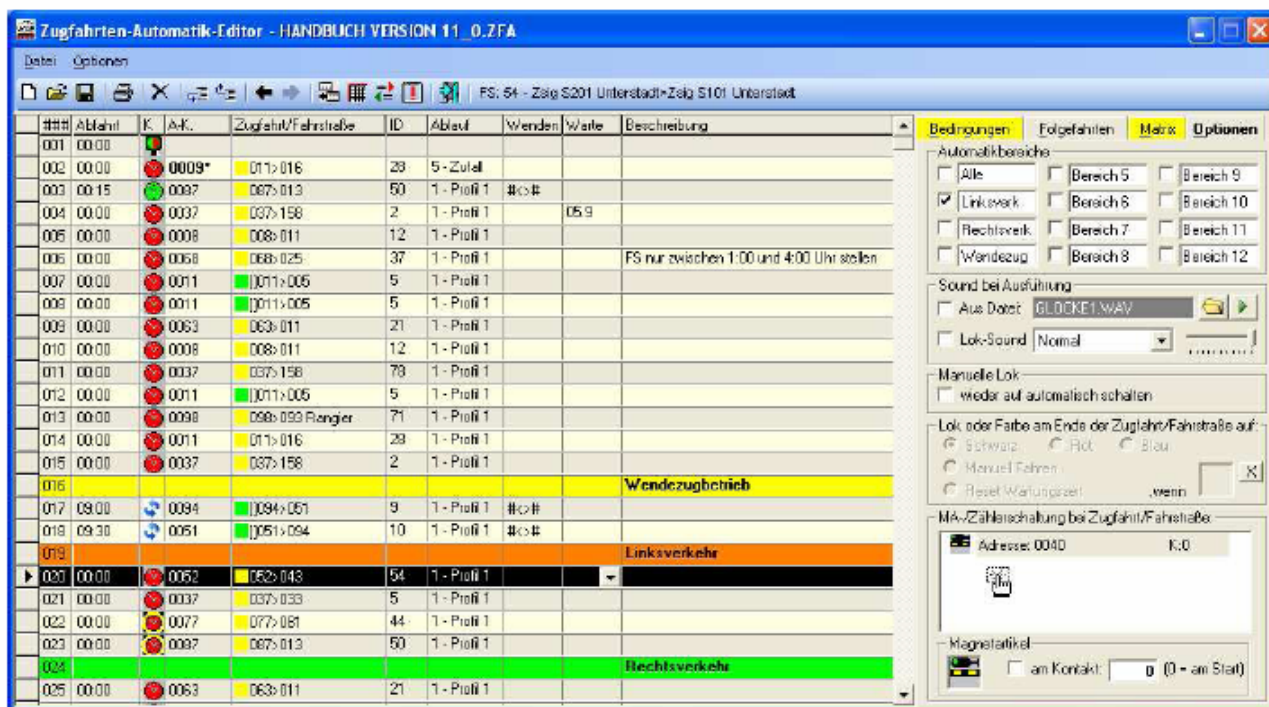 Zugfahrten-Automatik-Editor - HANDBUCH VERSION 11_0.ZFA
Datei Optionen
FS: 54 - Zsig S201 Unterstadt>Zsig S101 Unterstadt
### Abfahrt K. A-K. Zugfahrt/Fahrstraße ID Ablauf Wenden Warte Beschreibung
001 00:00
002 00:00 0009* 011>016 28 5 - Zufall
003 00:15 0087 087>013 50 1 - Profil 1 #<>#
004 00:00 0037 037>158 2 1 - Profil 1 05.9
005 00:00 0008 008>011 12 1 - Profil 1
006 00:00 0068 068>025 37 1 - Profil 1 FS nur zwischen 1:00 und 4:00 Uhr stellen
007 00:00 0011 []011>005 5 1 - Profil 1
008 00:00 0011 []011>005 5 1 - Profil 1
009 00:00 0063 063>011 21 1 - Profil 1
010 00:00 0008 008>011 12 1 - Profil 1
011 00:00 0037 037>158 78 1 - Profil 1
012 00:00 0011 []011>005 5 1 - Profil 1
013 00:00 0098 098>093 Rangier 71 1 - Profil 1
014 00:00 0011 011>016 28 1 - Profil 1
015 00:00 0037 037>158 2 1 - Profil 1
016 Wendezugbetrieb
017 09:00 0094 []094>051 9 1 - Profil 1 #<>#
018 09:30 0051 []051>094 10 1 - Profil 1 #<>#
019 Linksverkehr
020 00:00 0052 052>043 54 1 - Profil 1
021 00:00 0037 037>033 5 1 - Profil 1
022 00:00 0077 077>081 44 1 - Profil 1
023 00:00 0087 087>013 50 1 - Profil 1
024 Rechtsverkehr
025 00:00 0063 063>011 21 1 - Profil 1
Bedingungen Folgefahrten Matrix Optionen
Automatikbereiche
Alle Bereich 5 Bereich 9
Linksverk Bereich 6 Bereich 10
Rechtsverk Bereich 7 Bereich 11
Wendezug Bereich 8 Bereich 12
Sound bei Ausführung
Aus Datei: GLOCKE1.WAV
Lok-Sound Normal
Manuelle Lok
wieder auf automatisch schalten
Lok oder Farbe am Ende der Zugfahrt/Fahrstraße auf:
Schwarz Rot Blau
Manuel Fahren
Reset Wartungszeit ,wenn X
MA-/Zählerschaltung bei Zugfahrt/Fahrstraße:
Adresse: 0040 K:0
Magnetartikel
am Kontakt: 0 (0 = am Start)